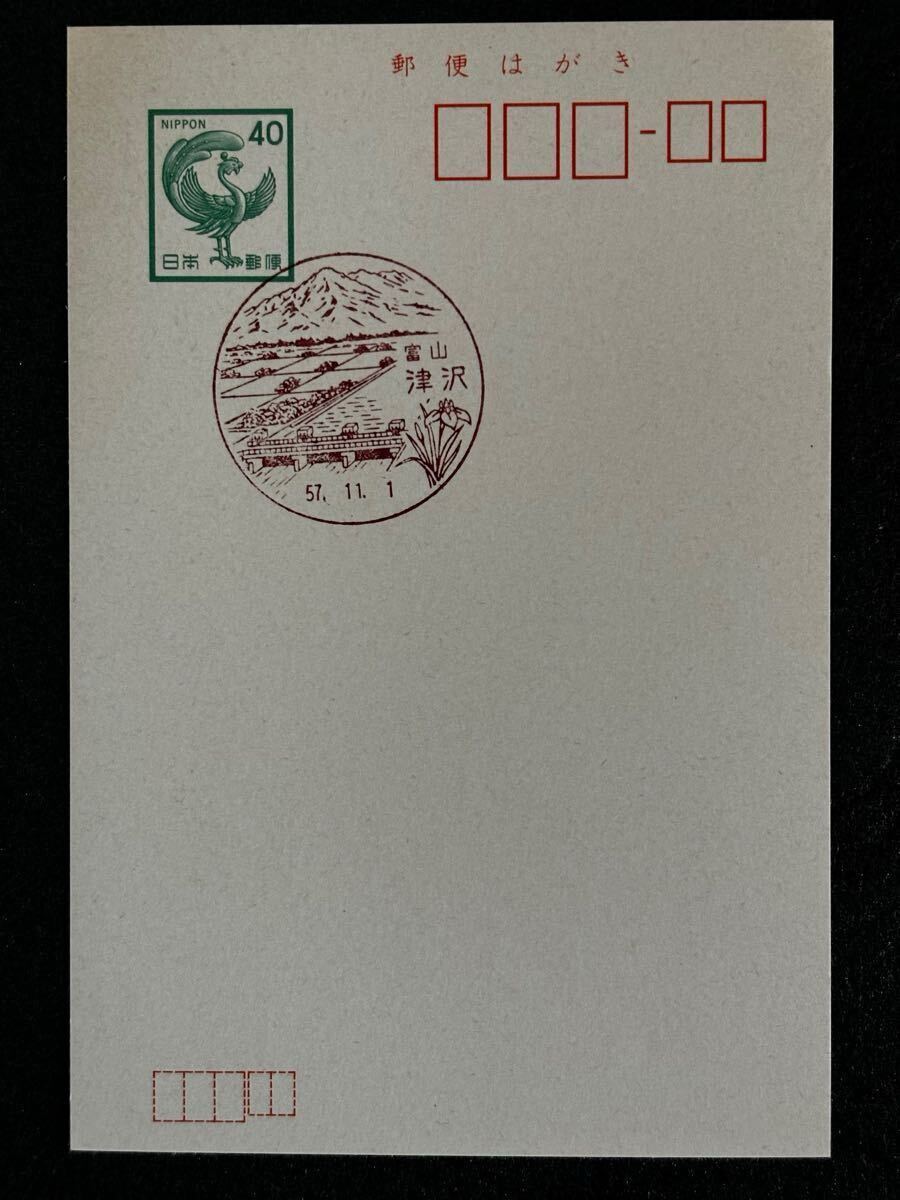 郵便はがき
NIPPON 40
日本郵便
富山
津沢
57. 11. 1